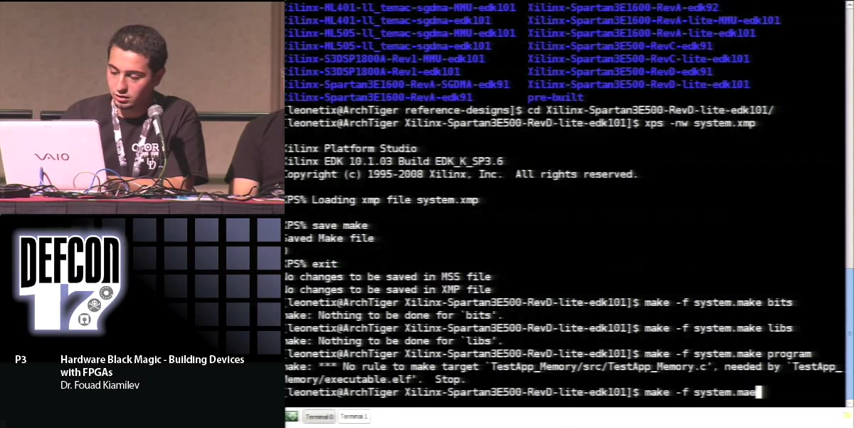 Xilinx-ML401-ll_temac-sgdma-MMU-edk101 Xilinx-Spartan3E1600-RevA-edk92
Xilinx-ML401-ll_temac-sgdma-edk101 Xilinx-Spartan3E1600-RevA-lite-MMU-edk101
Xilinx-ML505-ll_temac-sgdma-MMU-edk101 Xilinx-Spartan3E1600-RevA-lite-edk101
Xilinx-ML505-ll_temac-sgdma-edk101 Xilinx-Spartan3E500-RevC-edk91
Xilinx-S3DSP1800A-Rev1-MMU-edk101 Xilinx-Spartan3E500-RevC-lite-edk101
Xilinx-S3DSP1800A-Rev1-edk101 Xilinx-Spartan3E500-RevD-edk91
Xilinx-Spartan3E1600-RevA-SGDMA-edk91 Xilinx-Spartan3E500-RevD-lite-edk101
Xilinx-Spartan3E1600-RevA-edk91 pre-built
[leonetix@ArchTiger reference-designs]$ cd Xilinx-Spartan3E500-RevD-lite-edk101/
[leonetix@ArchTiger Xilinx-Spartan3E500-RevD-lite-edk101]$ xps -nw system.xmp
Xilinx Platform Studio
Xilinx EDK 10.1.03 Build EDK_K_SP3.6
Copyright (c) 1995-2008 Xilinx, Inc. All rights reserved.
XPS% Loading xmp file system.xmp
XPS% save make
Saved Make file
0
XPS% exit
No changes to be saved in MSS file
No changes to be saved in XMP file
[leonetix@ArchTiger Xilinx-Spartan3E500-RevD-lite-edk101]$ make -f system.make bits
make: Nothing to be done for `bits'.
[leonetix@ArchTiger Xilinx-Spartan3E500-RevD-lite-edk101]$ make -f system.make libs
make: Nothing to be done for `libs'.
[leonetix@ArchTiger Xilinx-Spartan3E500-RevD-lite-edk101]$ make -f system.make program
make: *** No rule to make target `TestApp_Memory/src/TestApp_Memory.c', needed by `TestApp_
Memory/executable.elf'. Stop.
[leonetix@ArchTiger Xilinx-Spartan3E500-RevD-lite-edk101]$ make -f system.mae
Terminal 0 Terminal 1
VAIO
DEFCON
17
P3 Hardware Black Magic - Building Devices
with FPGAs
Dr. Fouad Kiamilev